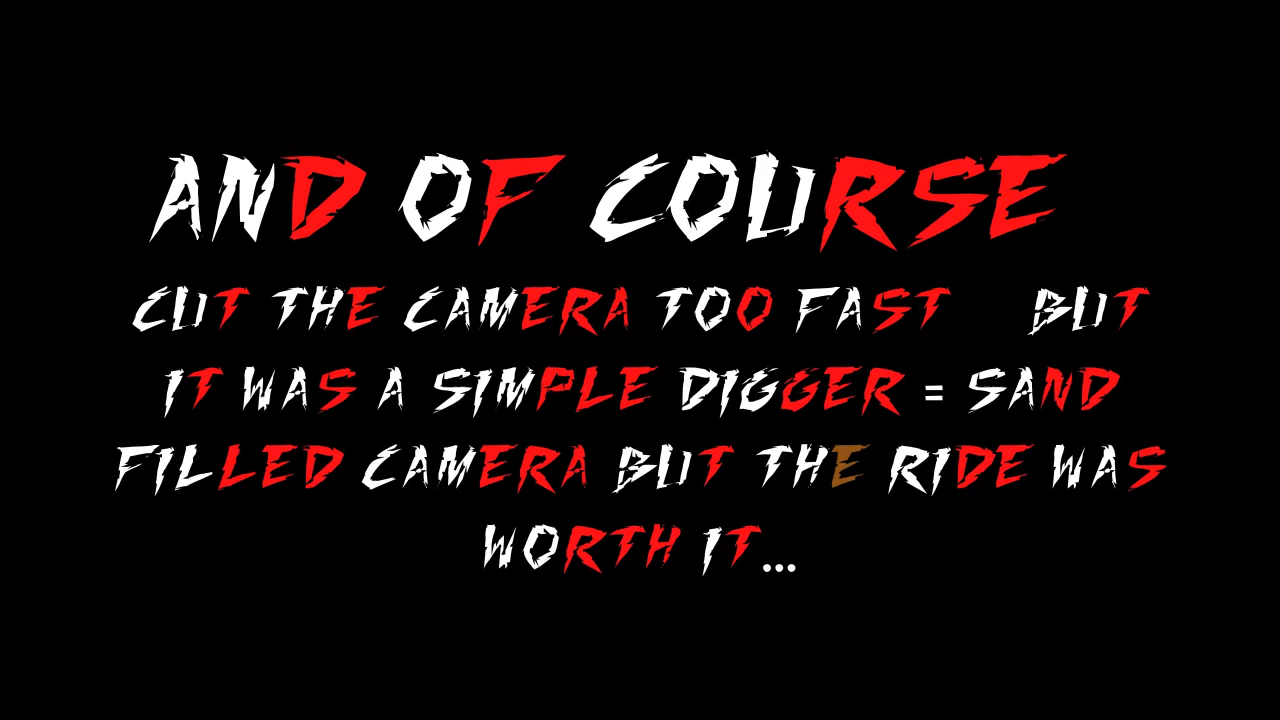 AND OF COURSE
CUT THE CAMERA TOO FAST BUT
IT WAS A SIMPLE DIGGER = SAND
FILLED CAMERA BUT THE RIDE WAS
WORTH IT...